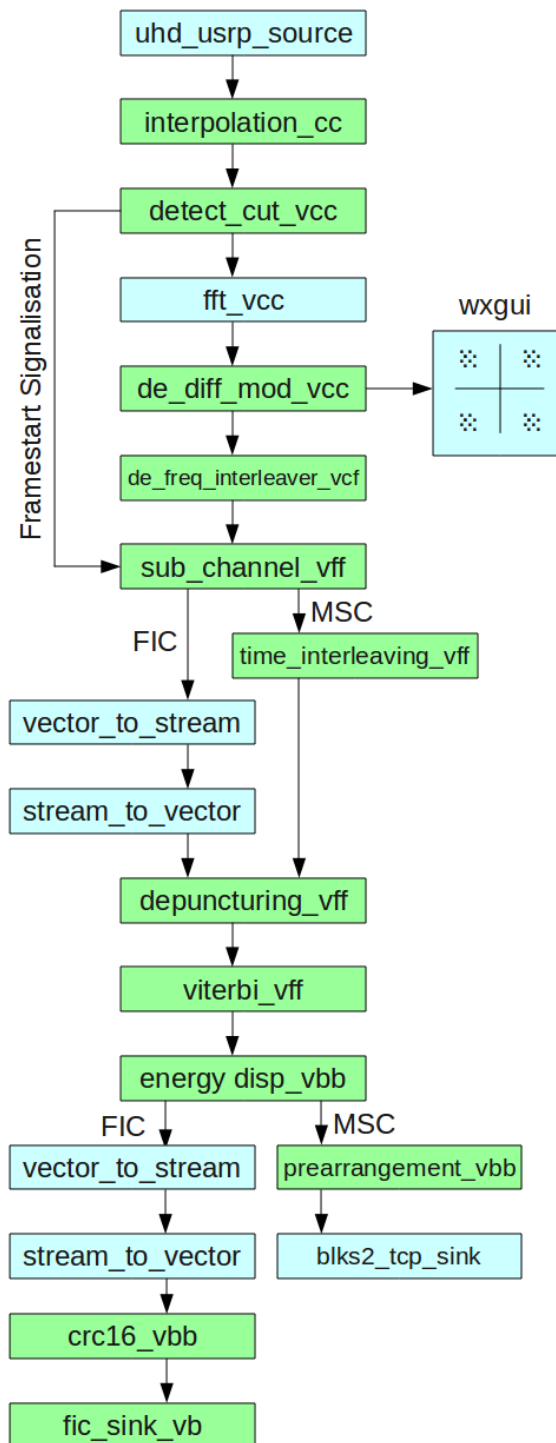 uhd_usrp_source
interpolation_cc
detect_cut_vcc
Framestart Signalisation
fft_vcc
wxgui
de_diff_mod_vcc
de_freq_interleaver_vcf
sub_channel_vff
FIC
MSC
time_interleaving_vff
vector_to_stream
stream_to_vector
depuncturing_vff
viterbi_vff
energy disp_vbb
FIC
MSC
vector_to_stream
prearrangement_vbb
stream_to_vector
blks2_tcp_sink
crc16_vbb
fic_sink_vb